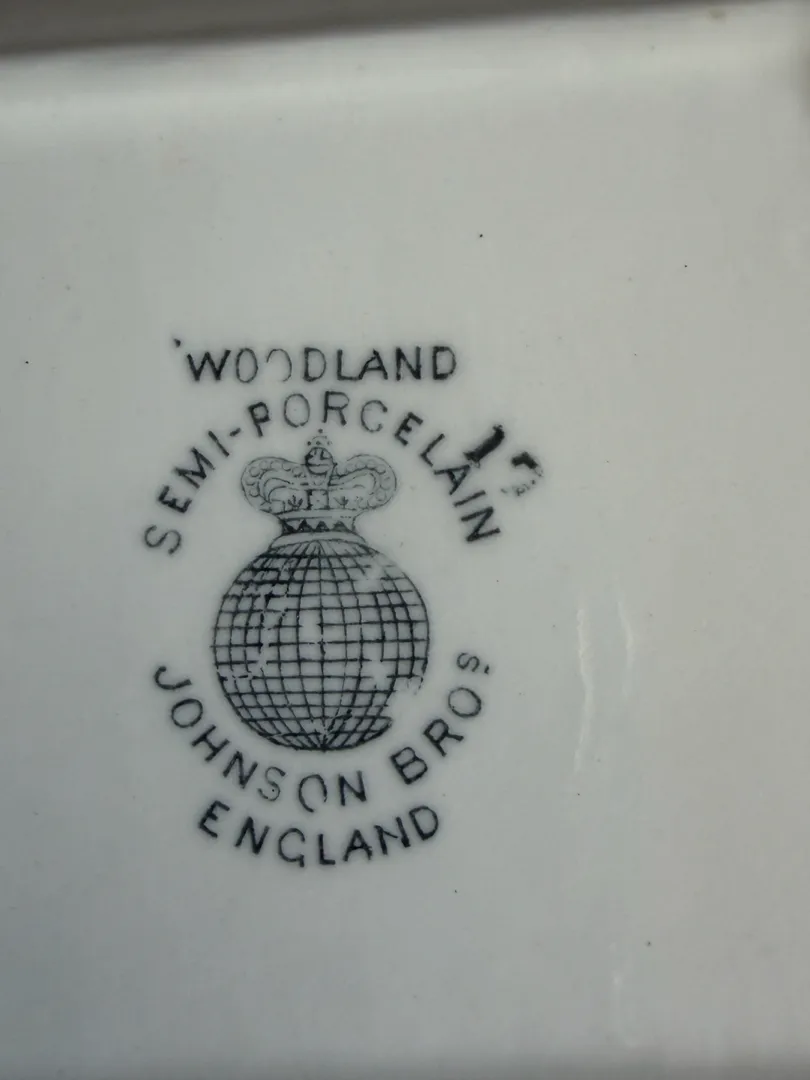 WOODLAND
SEMI-PORCELAIN
JOHNSON BROS
ENGLAND